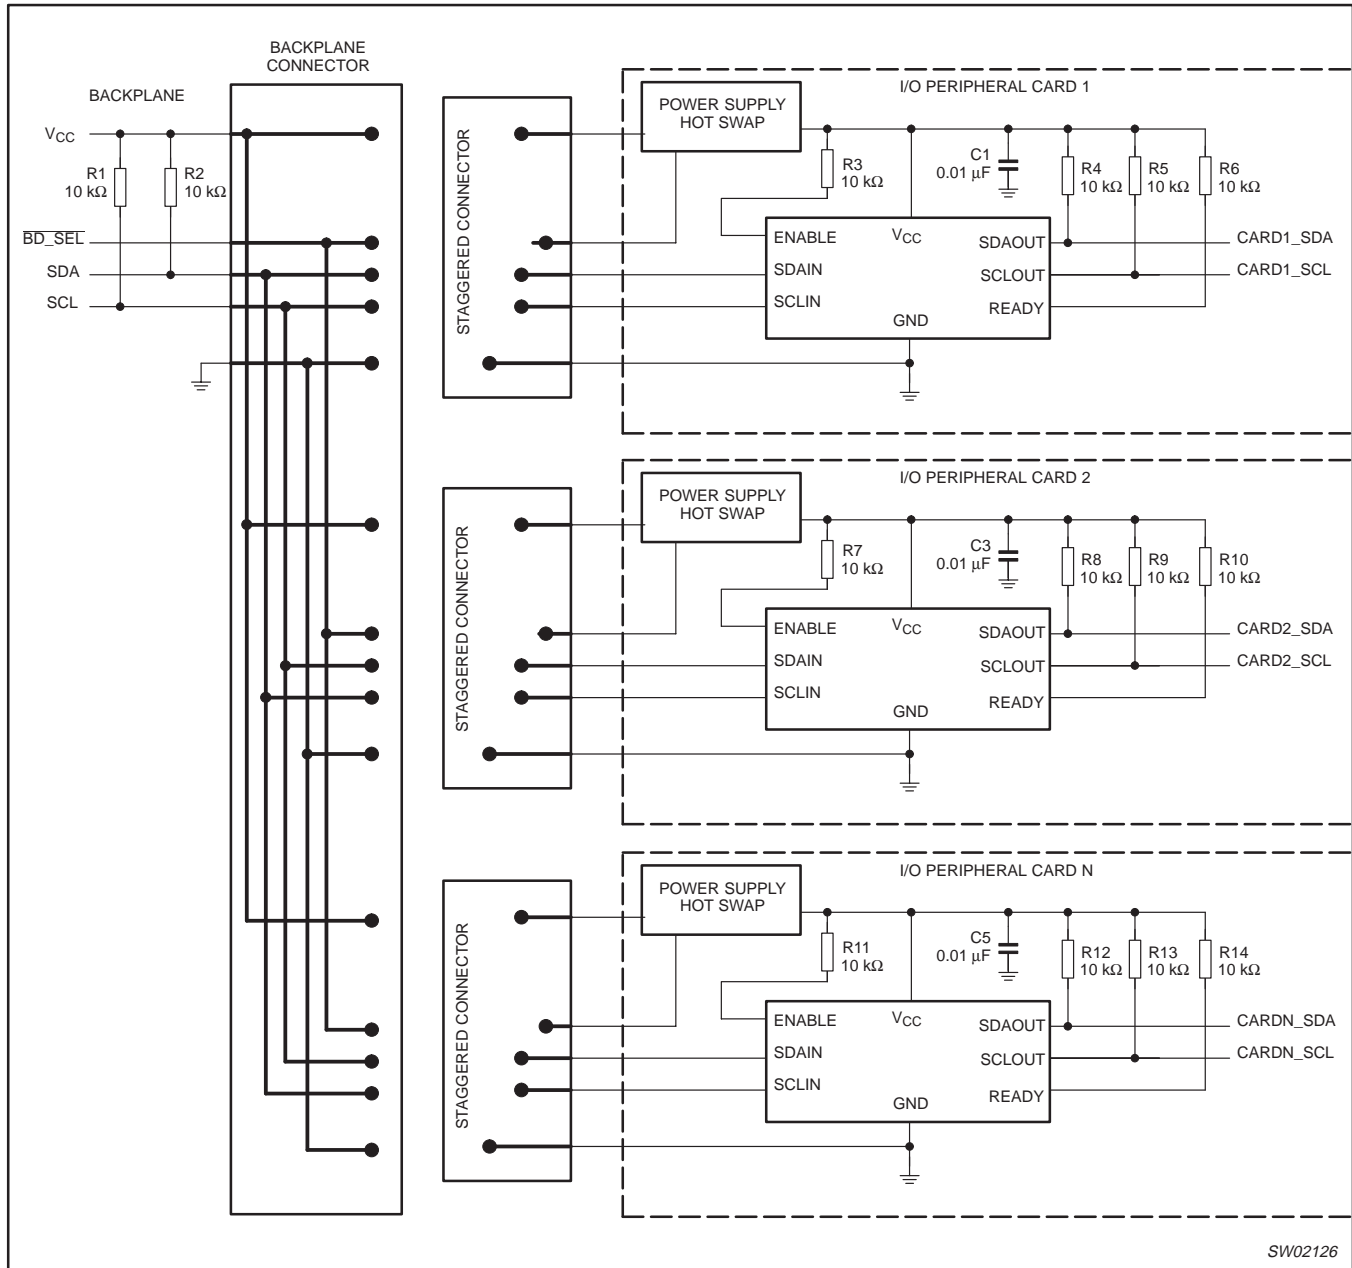 BACKPLANE
CONNECTOR
BACKPLANE
VCC
R1
10 kΩ
R2
10 kΩ
BD_SEL
SDA
SCL
STAGGERED CONNECTOR
I/O PERIPHERAL CARD 1
POWER SUPPLY
HOT SWAP
R3
10 kΩ
C1
0.01 µF
R4
10 kΩ
R5
10 kΩ
R6
10 kΩ
ENABLE
VCC
SDAOUT
CARD1_SDA
SDAIN
SCLOUT
CARD1_SCL
SCLIN
READY
GND
STAGGERED CONNECTOR
I/O PERIPHERAL CARD 2
POWER SUPPLY
HOT SWAP
R7
10 kΩ
C3
0.01 µF
R8
10 kΩ
R9
10 kΩ
R10
10 kΩ
ENABLE
VCC
SDAOUT
CARD2_SDA
SDAIN
SCLOUT
CARD2_SCL
SCLIN
READY
GND
STAGGERED CONNECTOR
I/O PERIPHERAL CARD N
POWER SUPPLY
HOT SWAP
R11
10 kΩ
C5
0.01 µF
R12
10 kΩ
R13
10 kΩ
R14
10 kΩ
ENABLE
VCC
SDAOUT
CARDN_SDA
SDAIN
SCLOUT
CARDN_SCL
SCLIN
READY
GND
SW02126